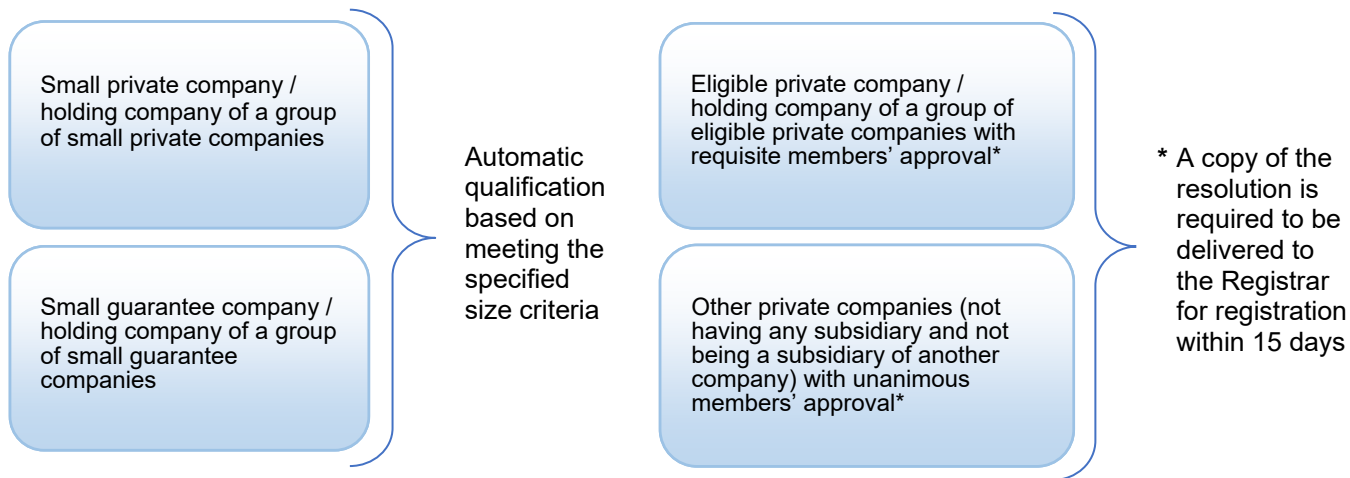 Small private company /
holding company of a group
of small private companies
Small guarantee company /
holding company of a group
of small guarantee
companies
Automatic
qualification
based on
meeting the
specified
size criteria
Eligible private company /
holding company of a group of
eligible private companies with
requisite members’ approval*
Other private companies (not
having any subsidiary and not
being a subsidiary of another
company) with unanimous
members’ approval*
* A copy of the
resolution is
required to be
delivered to
the Registrar
for registration
within 15 days